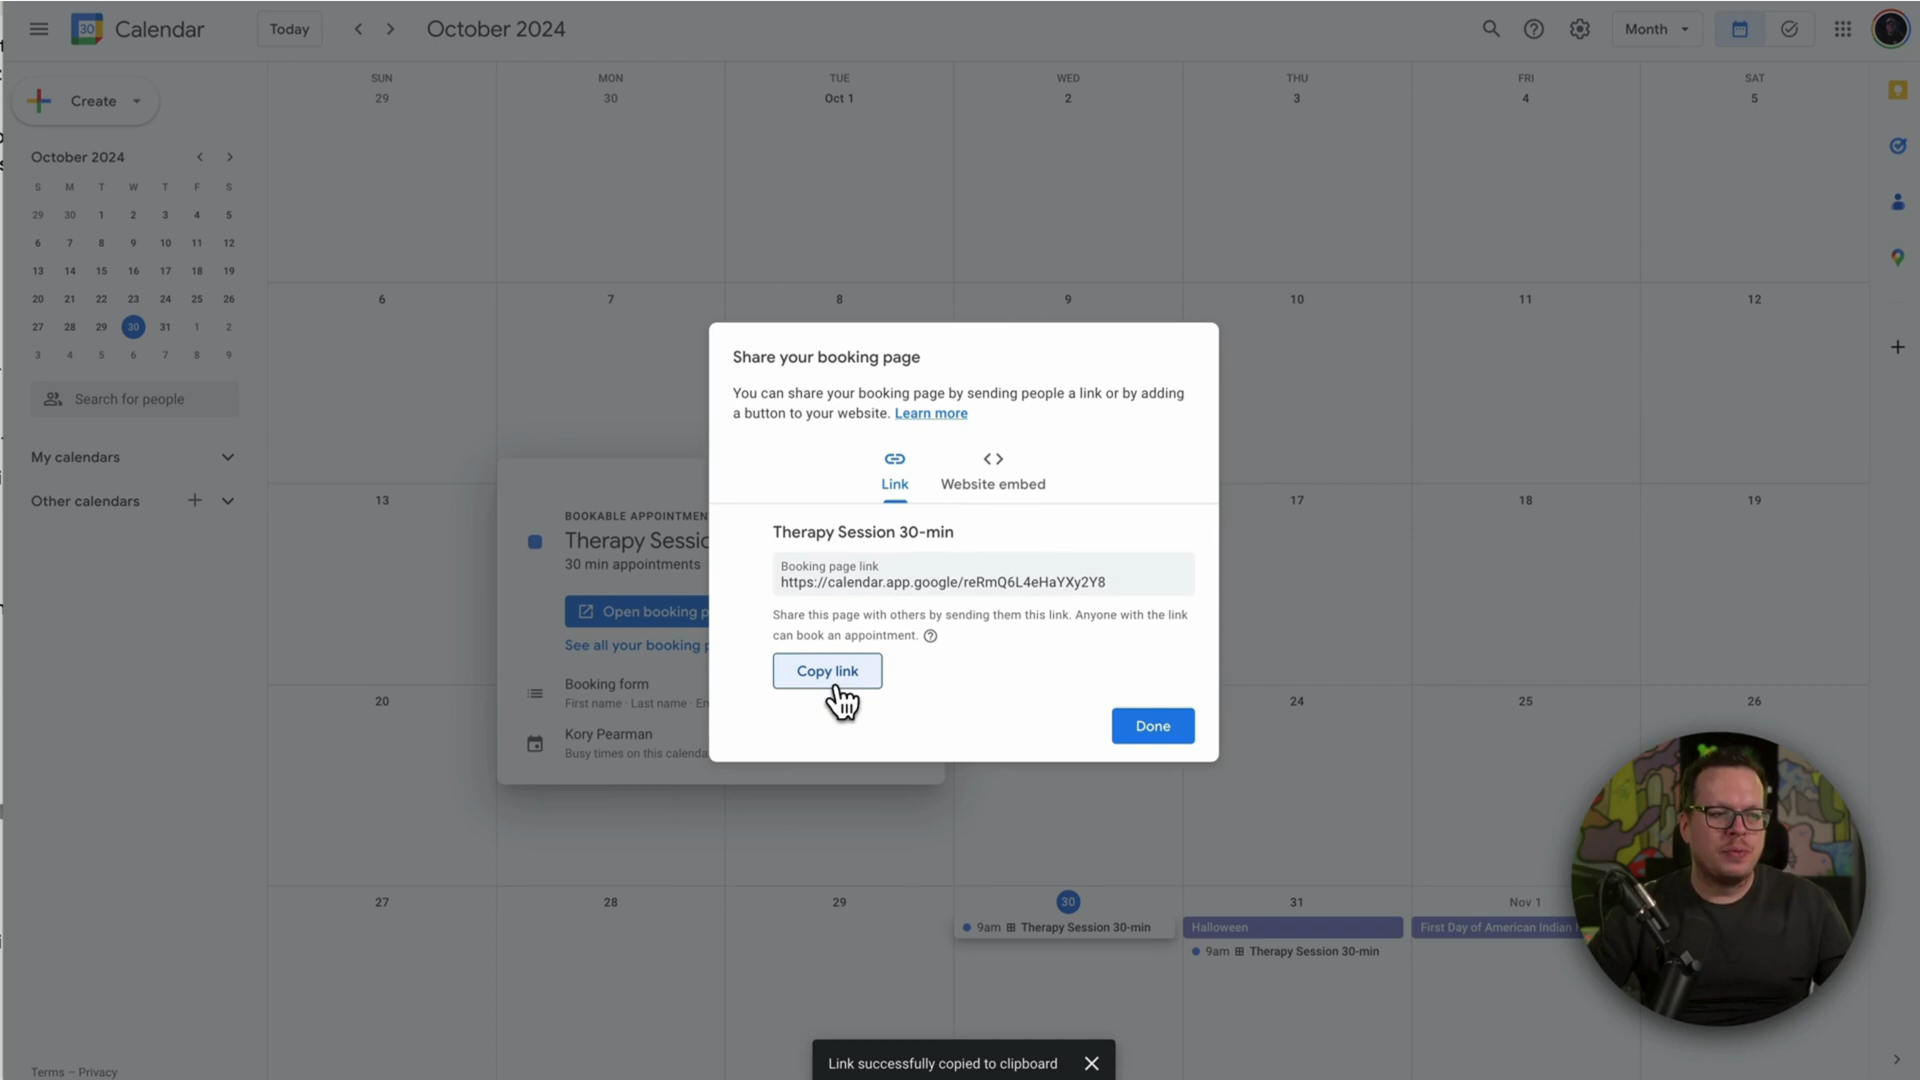 30
Calendar
Today
October 2024
Month
Create
October 2024
S M T W T F S
29 30 1 2 3 4 5
6 7 8 9 10 11 12
13 14 15 16 17 18 19
20 21 22 23 24 25 26
27 28 29 30 31 1 2
3 4 5 6 7 8 9
Search for people
My calendars
Other calendars
Terms – Privacy
SUN MON TUE WED THU FRI SAT
29 30 Oct 1 2 3 4 5
6 7 8 9 10 11 12
13 17 18 19
20 24 25 26
27 28 29 30 31 Nov 1
9am Therapy Session 30-min
Halloween
First Day of American Indian
9am Therapy Session 30-min
BOOKABLE APPOINTMEN
Therapy Sessio
30 min appointments
Open booking p
See all your booking p
Booking form
First name · Last name · Em
Kory Pearman
Busy times on this calenda
Share your booking page
You can share your booking page by sending people a link or by adding
a button to your website. Learn more
Link
Website embed
Therapy Session 30-min
Booking page link
https://calendar.app.google/reRmQ6L4eHaYXy2Y8
Share this page with others by sending them this link. Anyone with the link
can book an appointment.
Copy link
Done
Link successfully copied to clipboard